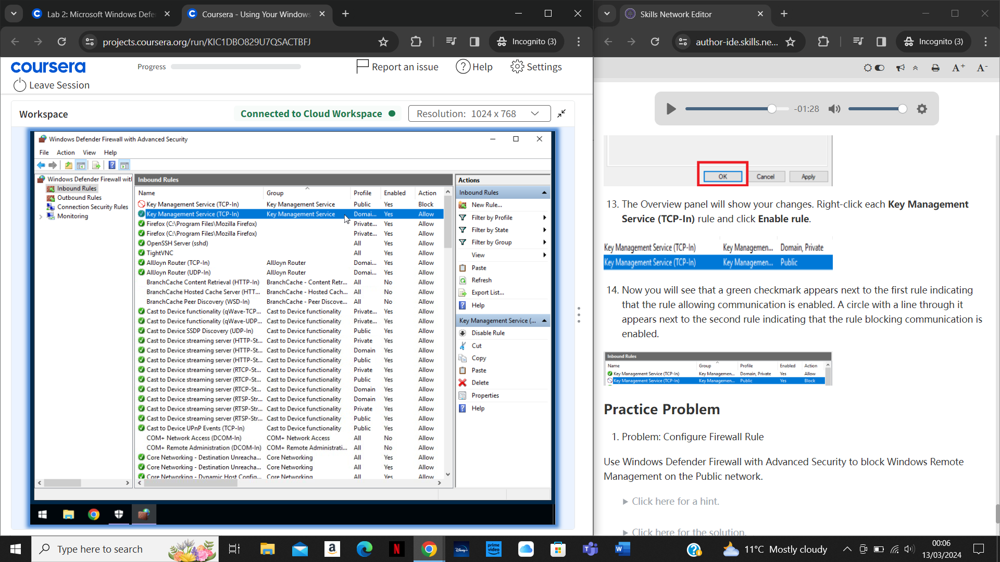 Lab 2: Microsoft Windows Defe
Coursera - Using Your Windows
projects.coursera.org/run/KIC1DBO829U7QSACTBFJ
Incognito (3)
coursera
Progress
Report an issue
Help
Settings
Leave Session
Workspace
Connected to Cloud Workspace
Resolution: 1024 x 768
Windows Defender Firewall with Advanced Security
File Action View Help
Windows Defender Firewall wit
Inbound Rules
Outbound Rules
Connection Security Rules
Monitoring
Inbound Rules
Name Group Profile Enabled Action
Key Management Service (TCP-In) Key Management Service Public Yes Block
Key Management Service (TCP-In) Key Management Service Domai... Yes Allow
Firefox (C:\Program Files\Mozilla Firefox) Private... Yes Allow
Firefox (C:\Program Files\Mozilla Firefox) Private... Yes Allow
OpenSSH Server (sshd) All Yes Allow
TightVNC All Yes Allow
AllJoyn Router (TCP-In) AllJoyn Router Domai... Yes Allow
AllJoyn Router (UDP-In) AllJoyn Router Domai... Yes Allow
BranchCache Content Retrieval (HTTP-In) BranchCache - Content Retr... All No Allow
BranchCache Hosted Cache Server (HTT... BranchCache - Hosted Cach... All No Allow
BranchCache Peer Discovery (WSD-In) BranchCache - Peer Discove... All No Allow
Cast to Device functionality (qWave-TCP... Cast to Device functionality Private... Yes Allow
Cast to Device functionality (qWave-UDP... Cast to Device functionality Private... Yes Allow
Cast to Device SSDP Discovery (UDP-In) Cast to Device functionality Public Yes Allow
Cast to Device streaming server (HTTP-St... Cast to Device functionality Private Yes Allow
Cast to Device streaming server (HTTP-St... Cast to Device functionality Domain Yes Allow
Cast to Device streaming server (HTTP-St... Cast to Device functionality Public Yes Allow
Cast to Device streaming server (RTCP-St... Cast to Device functionality Private Yes Allow
Cast to Device streaming server (RTCP-St... Cast to Device functionality Public Yes Allow
Cast to Device streaming server (RTCP-St... Cast to Device functionality Domain Yes Allow
Cast to Device streaming server (RTSP-Str... Cast to Device functionality Domain Yes Allow
Cast to Device streaming server (RTSP-Str... Cast to Device functionality Private Yes Allow
Cast to Device streaming server (RTSP-Str... Cast to Device functionality Public Yes Allow
Cast to Device UPnP Events (TCP-In) Cast to Device functionality Public Yes Allow
COM+ Network Access (DCOM-In) COM+ Network Access All No Allow
COM+ Remote Administration (DCOM-In) COM+ Remote Administrati... All No Allow
Core Networking - Destination Unreacha... Core Networking All Yes Allow
Core Networking - Destination Unreacha... Core Networking All Yes Allow
Core Networking - Dynamic Host Config... Core Networking All Yes Allow
Actions
Inbound Rules
New Rule...
Filter by Profile
Filter by State
Filter by Group
View
Paste
Refresh
Export List...
Help
Key Management Service (...
Disable Rule
Cut
Copy
Paste
Delete
Properties
Help
Skills Network Editor
author-ide.skills.ne...
Incognito (3)
A+ A-
-01:28
OK Cancel Apply
13. The Overview panel will show your changes. Right-click each Key Management
Service (TCP-In) rule and click Enable rule.
Key Management Service (TCP-In) Key Managemen... Domain, Private
Key Management Service (TCP-In) Key Managemen... Public
14. Now you will see that a green checkmark appears next to the first rule indicating
that the rule allowing communication is enabled. A circle with a line through it
appears next to the second rule indicating that the rule blocking communication is
enabled.
Inbound Rules
Name Group Profile Enabled Action
Key Management Service (TCP-In) Key Managemen... Domain, Private Yes Allow
Key Management Service (TCP-In) Key Managemen... Public Yes Block
Practice Problem
1. Problem: Configure Firewall Rule
Use Windows Defender Firewall with Advanced Security to block Windows Remote
Management on the Public network.
Click here for a hint.
Click here for the solution.
Type here to search
prime video
Disney+
11°C Mostly cloudy
00:06
13/03/2024